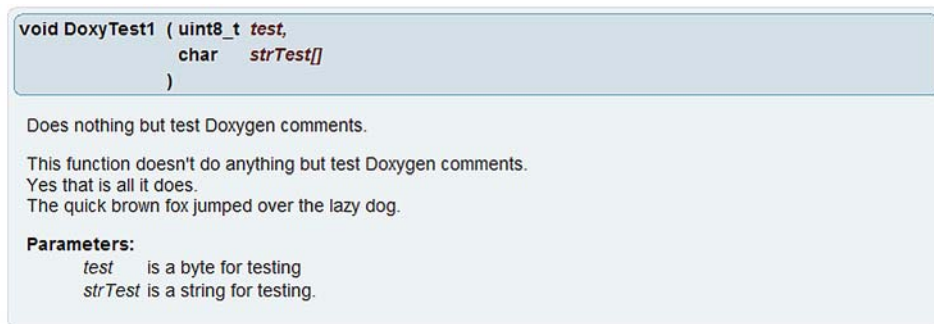 void DoxyTest1 ( uint8_t test,
char strTest[]
)
Does nothing but test Doxygen comments.
This function doesn't do anything but test Doxygen comments.
Yes that is all it does.
The quick brown fox jumped over the lazy dog.
Parameters:
test is a byte for testing
strTest is a string for testing.